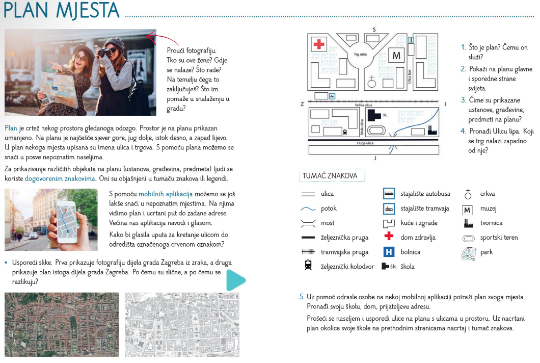 PLAN MJESTA
Prouči fotografiju.
Tko su ove žene? Gdje
se nalaze? Što rade?
Na temelju čega to
zaključuješ? Što im
pomaže u snalaženju u
gradu?
Plan je crtež nekog prostora gledanoga odozgo. Prostor je na planu prikazan
umanjeno. Na planu je najčešće sjever gore, jug dolje, istok desno, a zapad lijevo.
U plan nekoga mjesta upisana su imena ulica i trgova. S pomoću plana možemo se
snaći u posve nepoznatim naseljima.
Za prikazivanje različitih objekata na planu (ustanova, građevina, predmeta) ljudi se
koriste dogovorenim znakovima. Oni su objašnjeni u tumaču znakova ili legendi.
S pomoću mobilnih aplikacija možemo se još
lakše snaći u nepoznatim mjestima. Na njima
vidimo plan i ucrtani put do zadane adrese.
Većina nas aplikacija navodi i glasom.
Kako bi glasila uputa za kretanje ulicom do
odredišta označenoga crvenom oznakom?
• Usporedi slike. Prva prikazuje fotografiju dijela grada Zagreba iz zraka, a druga
prikazuje plan istoga dijela grada Zagreba. Po čemu su slične, a po čemu se
razlikuju?
S
M
Z
I
J
1. Što je plan? Čemu on
služi?
2. Pokaži na planu glavne
i sporedne strane
svijeta.
3. Čime su prikazane
ustanove, građevine,
predmeti na planu?
4. Pronađi Ulicu lipa. Koji
se trg nalazi zapadno
od nje?
TUMAČ ZNAKOVA
ulica
potok
most
željeznička pruga
tramvajska pruga
željeznički kolodvor
stajalište autobusa
stajalište tramvaja
kuće i zgrade
dom zdravlja
H bolnica
šk škola
crkva
M muzej
tvornica
sportski teren
park
5. Uz pomoć odrasle osobe na nekoj mobilnoj aplikaciji potraži plan svoga mjesta.
Pronađi svoju školu, dom, prijateljevu adresu.
Prošeći se naseljem i usporedi ulice na planu s ulicama u prostoru. Uz nacrtani
plan okolice svoje škole na prethodnim stranicama nacrtaj i tumač znakova.